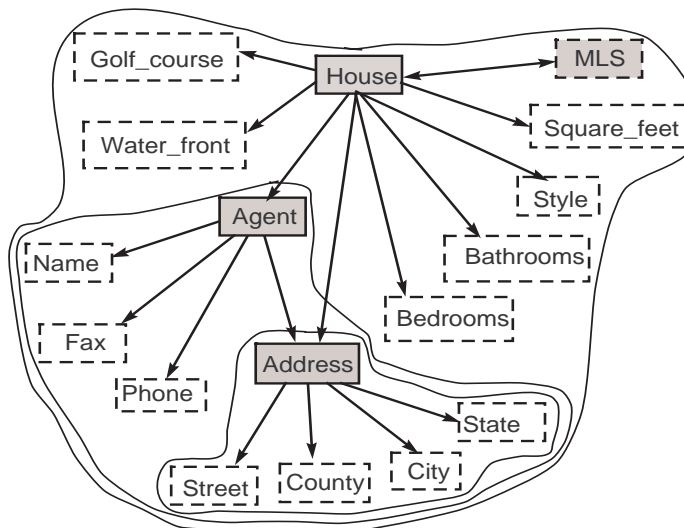 Golf_course
House
MLS
Water_front
Square_feet
Style
Agent
Name
Bathrooms
Fax
Bedrooms
Address
Phone
State
Street
County
City